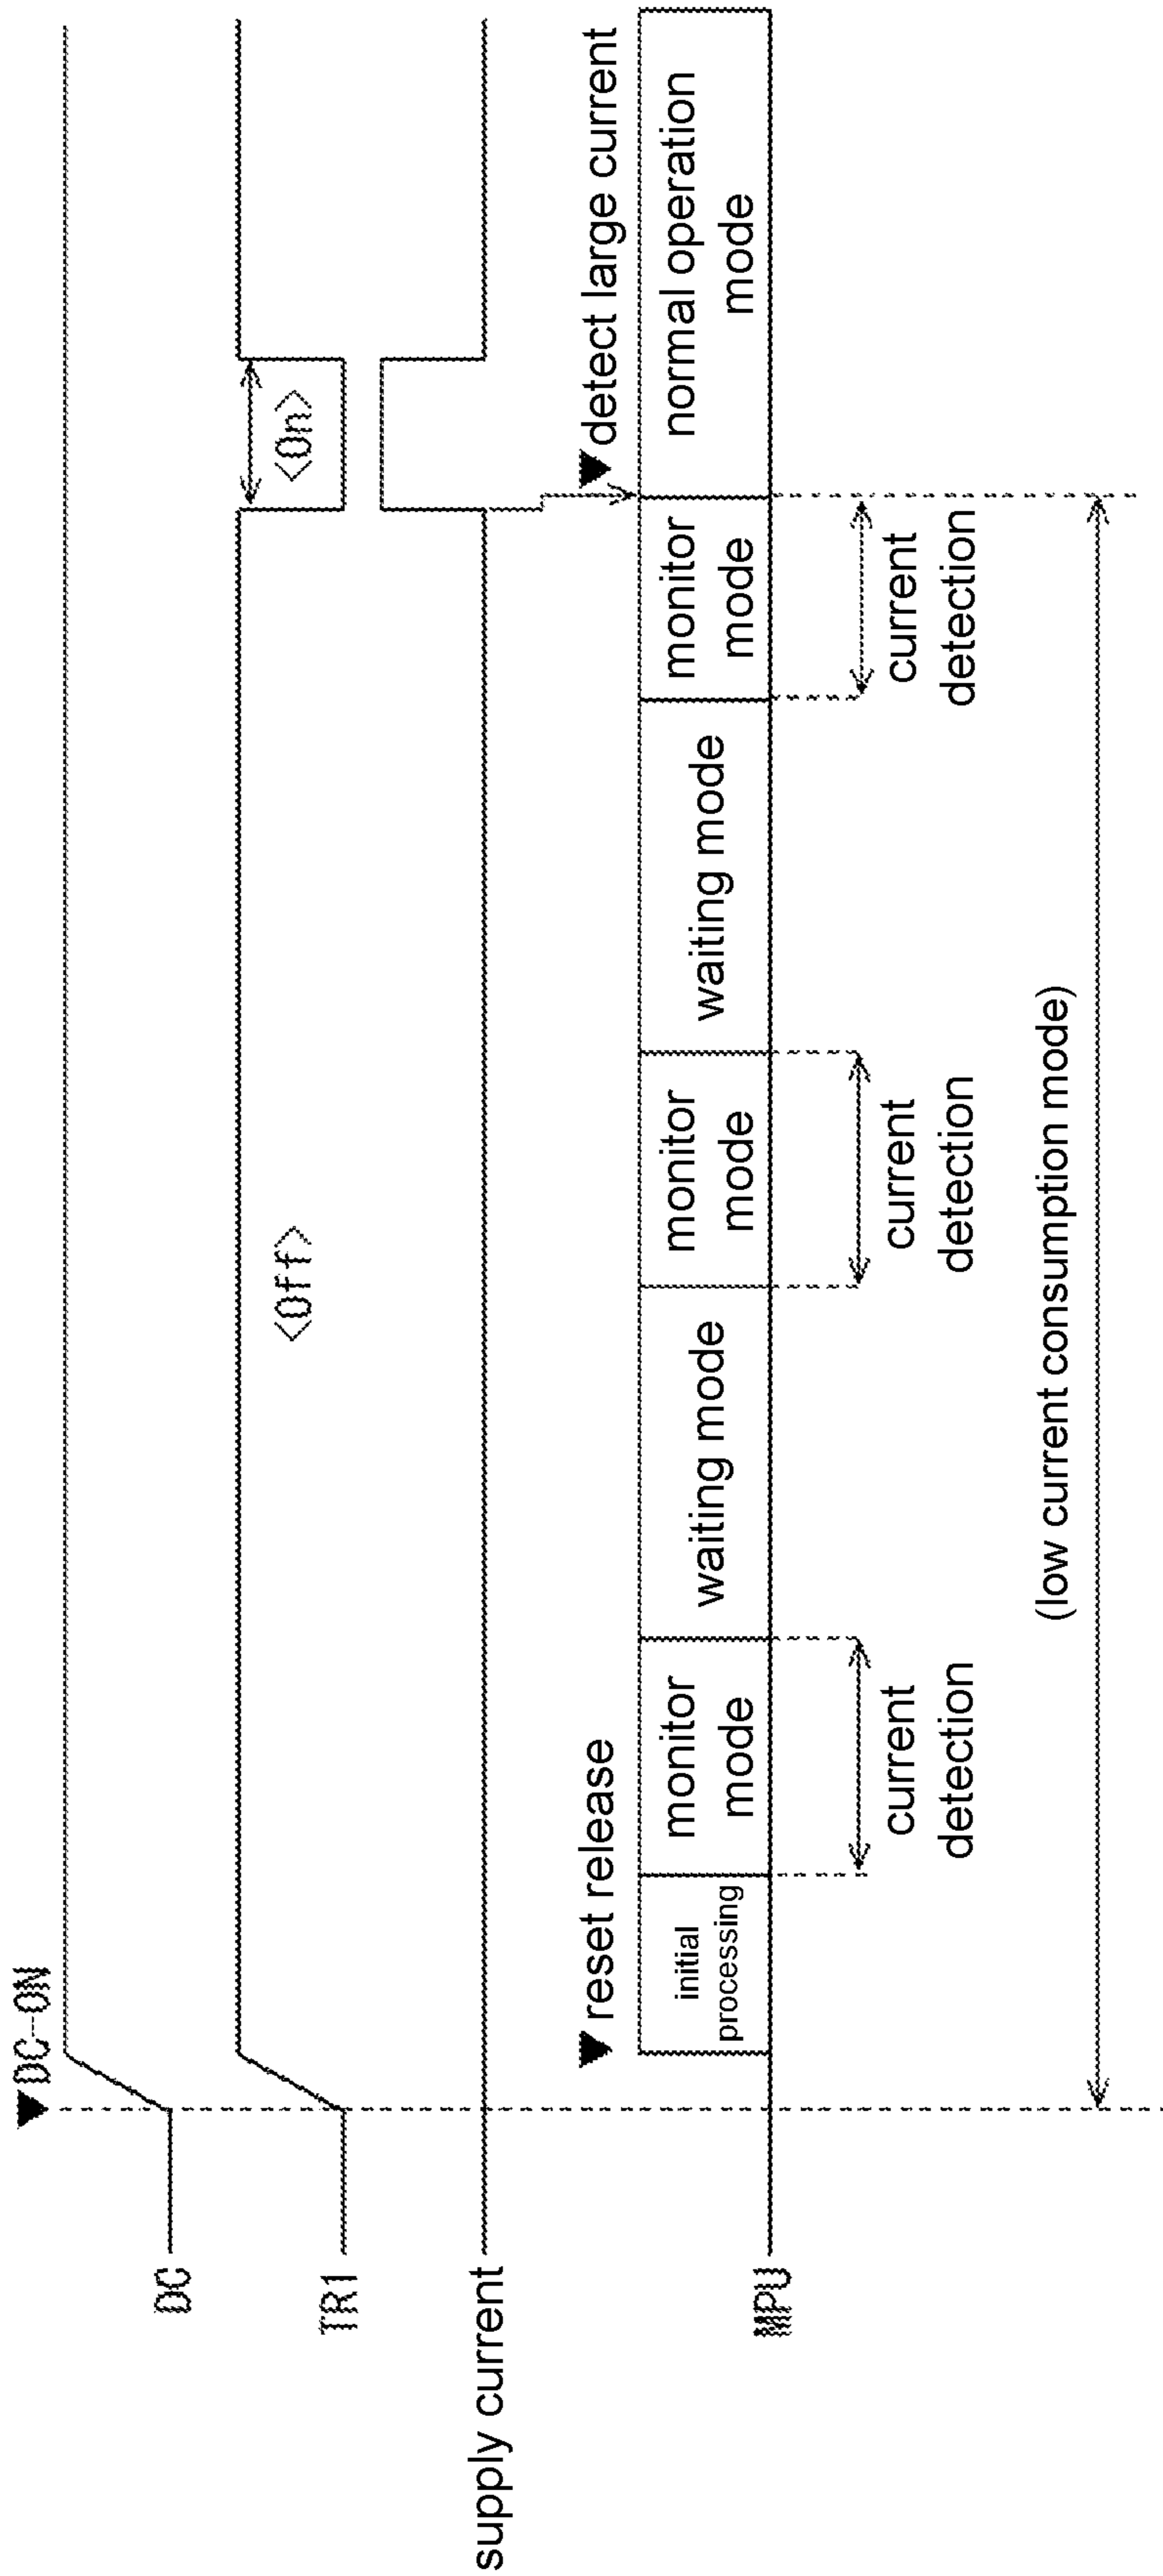 ▼DC-ON
DC
TR1
<Off>
<On>
supply current
▼reset release
▼detect large current
MPU
initial
processing
monitor
mode
waiting mode
monitor
mode
waiting mode
monitor
mode
normal operation
mode
current
detection
current
detection
current
detection
(low current consumption mode)